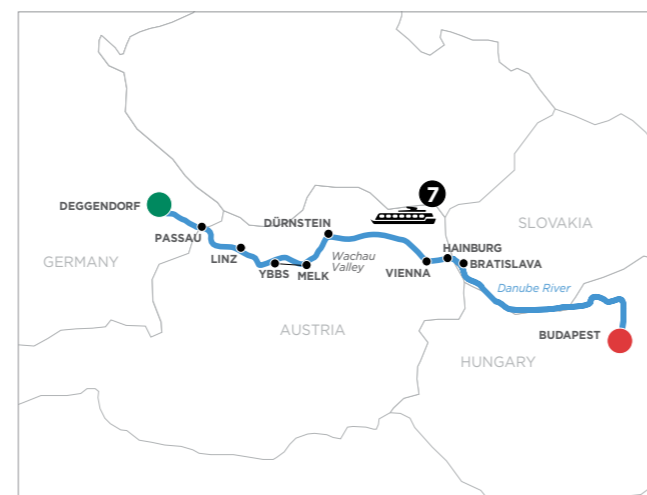 7
DEGGENDORF
PASSAU
LINZ
YBBS
MELK
DÜRNSTEIN
Wachau
Valley
VIENNA
HAINBURG
BRATISLAVA
Danube River
BUDAPEST
GERMANY
AUSTRIA
SLOVAKIA
HUNGARY